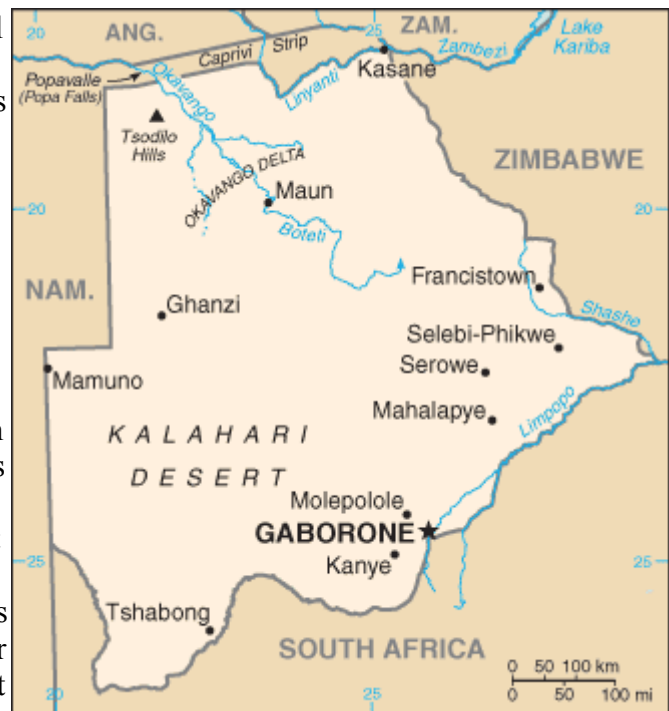 20
ANG.
25
ZAM.
Lake
Kariba
Caprivi Strip
Zambezi
Kasane
Popavalle
(Popa Falls)
Okavango
Linyanti
Tsodilo
Hills
OKAVANGO DELTA
ZIMBABWE
20
Maun
20
Boteti
NAM.
Francistown
Ghanzi
Shashe
Selebi-Phikwe
Serowe
Mamuno
Mahalapye
Limpopo
KALAHARI
DESERT
Molepolole
GABORONE
25
Kanye
25
Tshabong
SOUTH AFRICA
0 50 100 km
0 50 100 mi
20
25